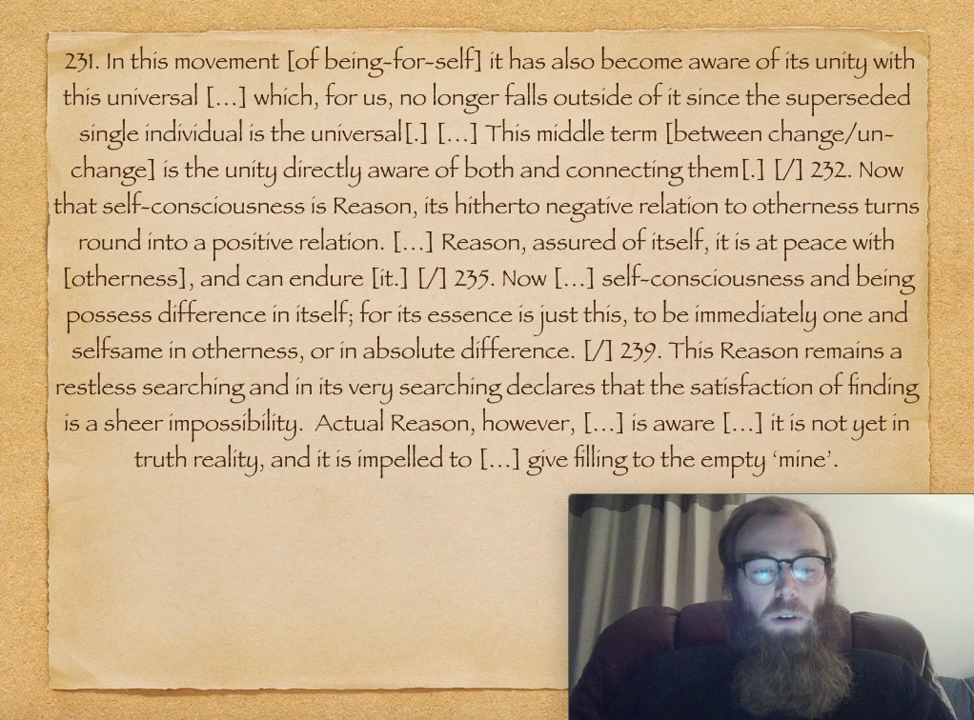 231. In this movement [of being-for-self] it has also become aware of its unity with
this universal […] which, for us, no longer falls outside of it since the superseded
single individual is the universal[.] […] This middle term [between change/un-
change] is the unity directly aware of both and connecting them[.] [/] 232. Now
that self-consciousness is Reason, its hitherto negative relation to otherness turns
round into a positive relation. […] Reason, assured of itself, it is at peace with
[otherness], and can endure [it.] [/] 235. Now […] self-consciousness and being
possess difference in itself; for its essence is just this, to be immediately one and
selfsame in otherness, or in absolute difference. [/] 239. This Reason remains a
restless searching and in its very searching declares that the satisfaction of finding
is a sheer impossibility. Actual Reason, however, […] is aware […] it is not yet in
truth reality, and it is impelled to […] give filling to the empty ‘mine’.